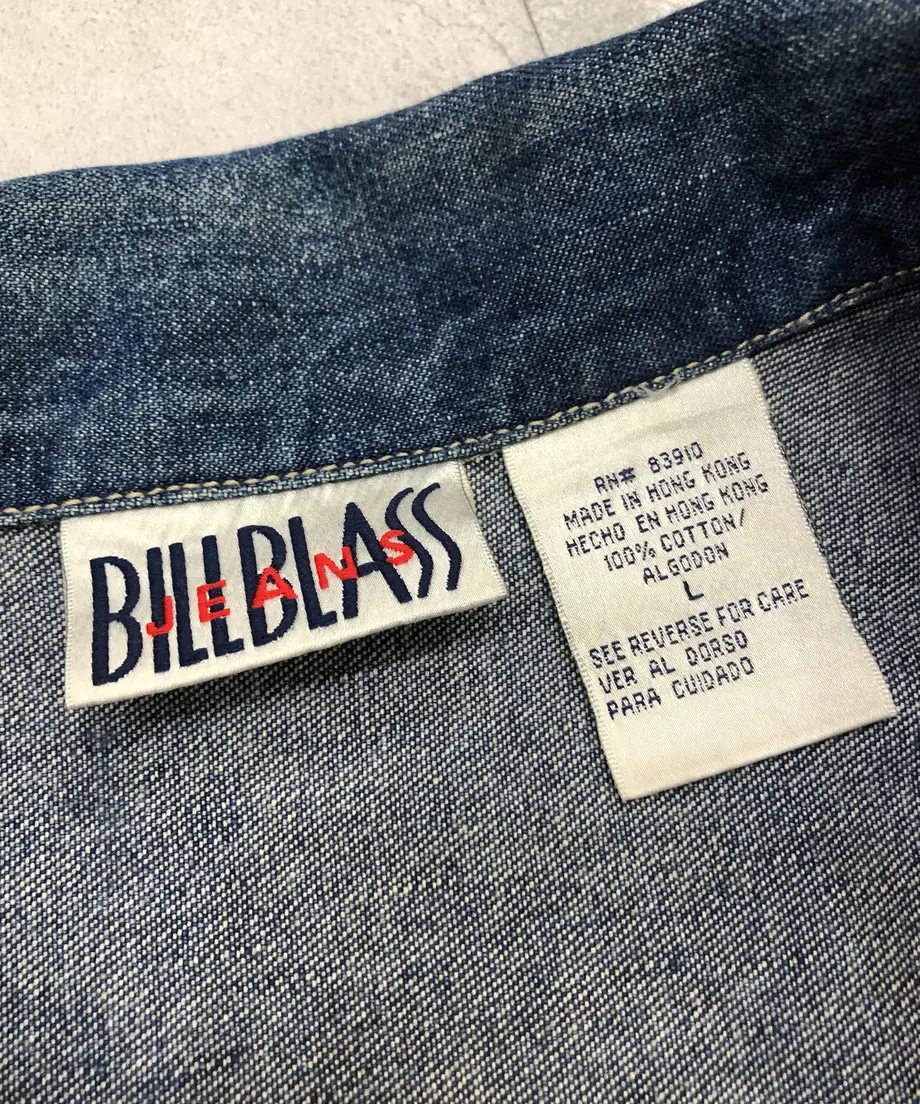 BILLBLASS
JEANS
RN# 83910
MADE IN HONG KONG
HECHO EN HONG KONG
100% COTTON/
ALGODON
L
SEE REVERSE FOR CARE
VER AL DORSO
PARA CUIDADO